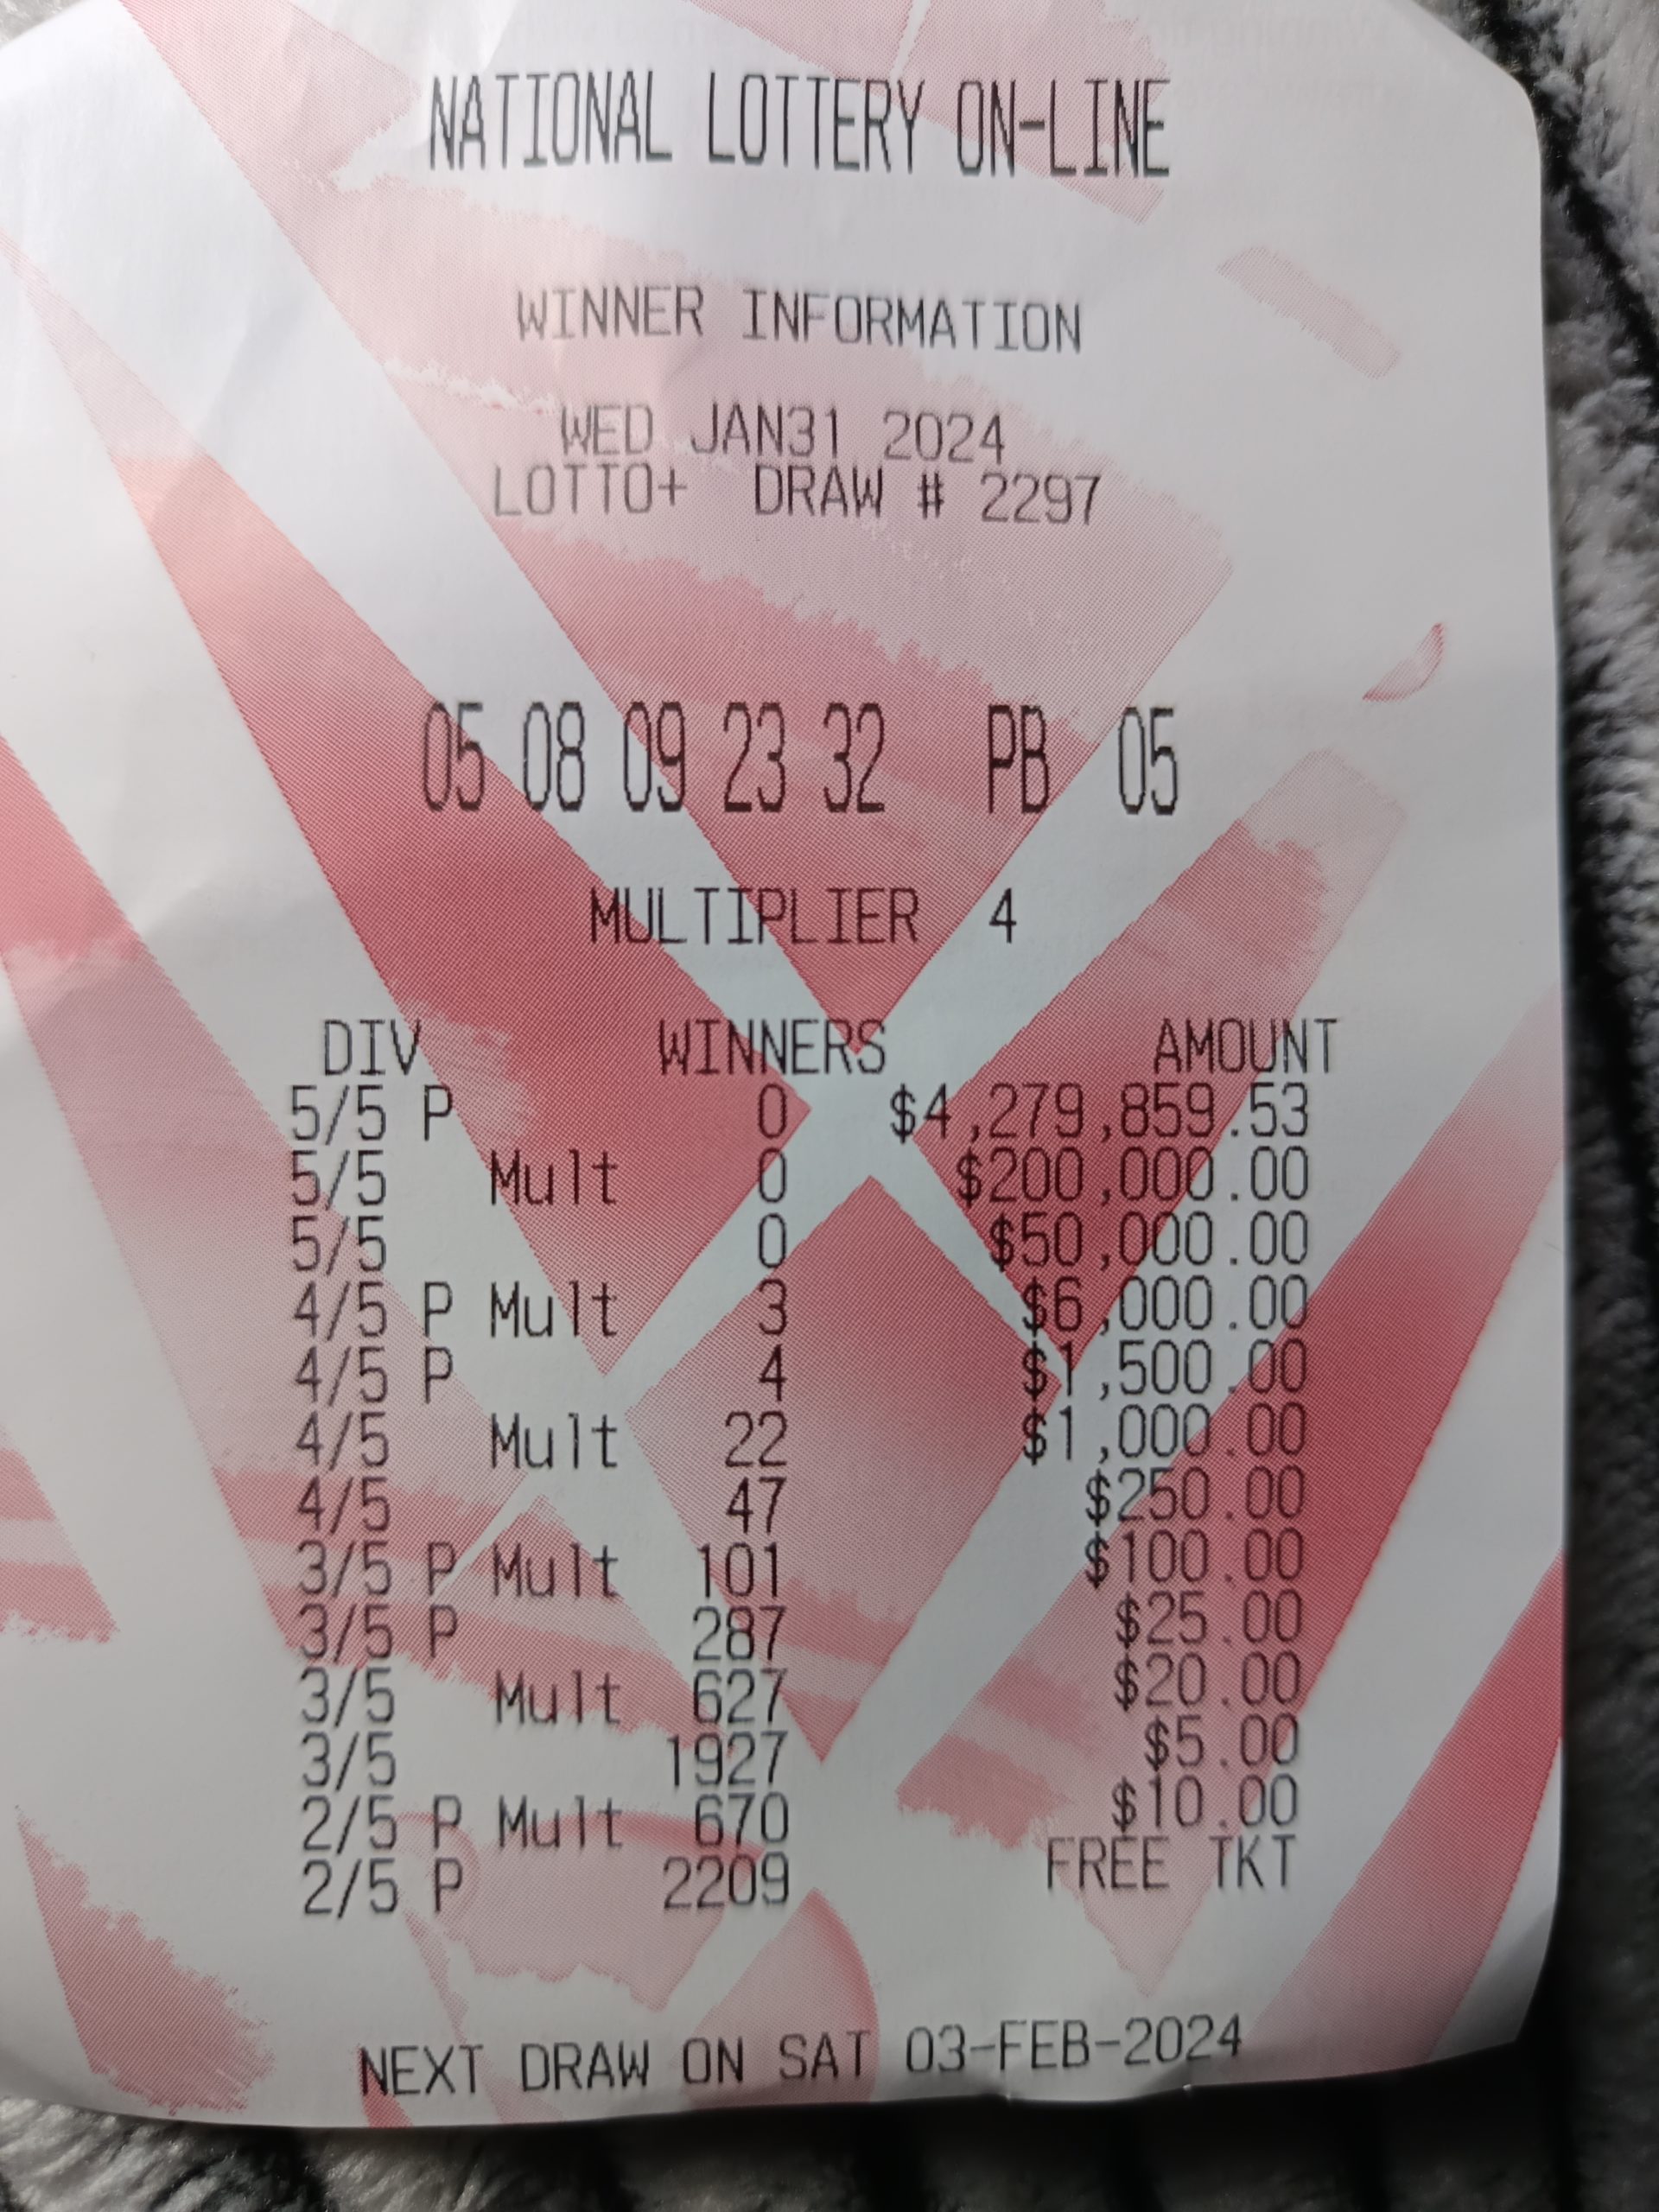 NATIONAL LOTTERY ON-LINE
WINNER INFORMATION
WED JAN31 2024
LOTTO+ DRAW # 2297
05 08 09 23 32 PB 05
MULTIPLIER 4
DIV WINNERS AMOUNT
5/5 P 0 $4,279,859.53
5/5 Mult 0 $200,000.00
5/5 0 $50,000.00
4/5 P Mult 3 $6,000.00
4/5 P 4 $1,500.00
4/5 Mult 22 $1,000.00
4/5 47 $250.00
3/5 P Mult 101 $100.00
3/5 P 287 $25.00
3/5 Mult 627 $20.00
3/5 1927 $5.00
2/5 P Mult 670 $10.00
2/5 P 2209 FREE TKT
NEXT DRAW ON SAT 03-FEB-2024